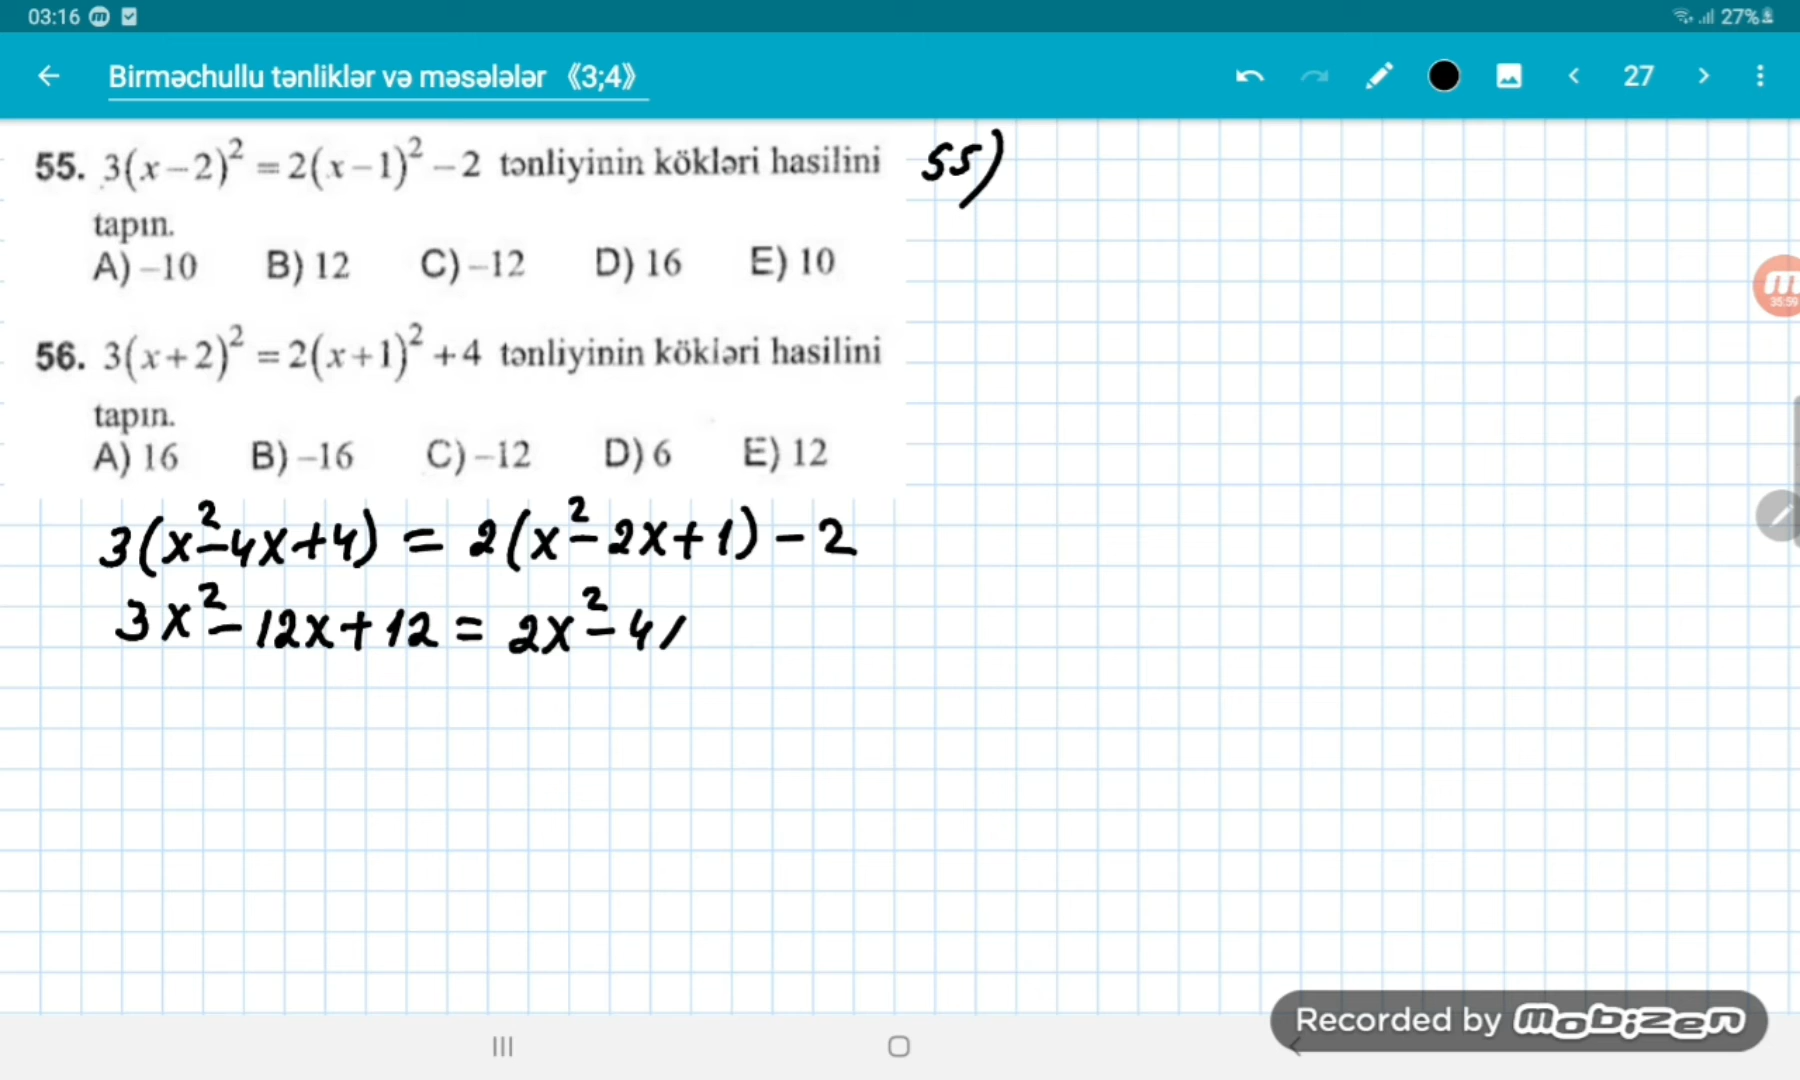 03:16
27%
Birməchullu tənliklər və məsələlər 《3;4》
27
55. 3(x−2)² = 2(x−1)² −2 tənliyinin kökləri hasilini
tapın.
A) −10 B) 12 C) −12 D) 16 E) 10
55)
35:59
56. 3(x+2)² = 2(x+1)² +4 tənliyinin kökləri hasilini
tapın.
A) 16 B) −16 C) −12 D) 6 E) 12
3(x²-4x+4) = 2(x²-2x+1)-2
3x²-12x+12 = 2x²-4
Recorded by mobizen